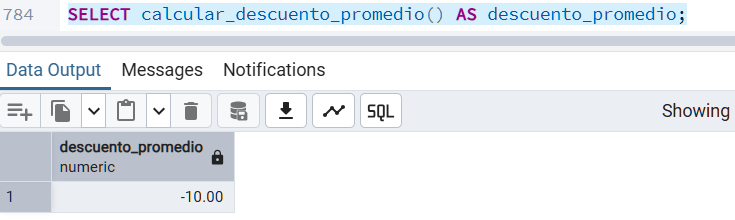 784 SELECT calcular_descuento_promedio() AS descuento_promedio;
Data Output Messages Notifications
SQL Showing
descuento_promedio
numeric
1 -10.00